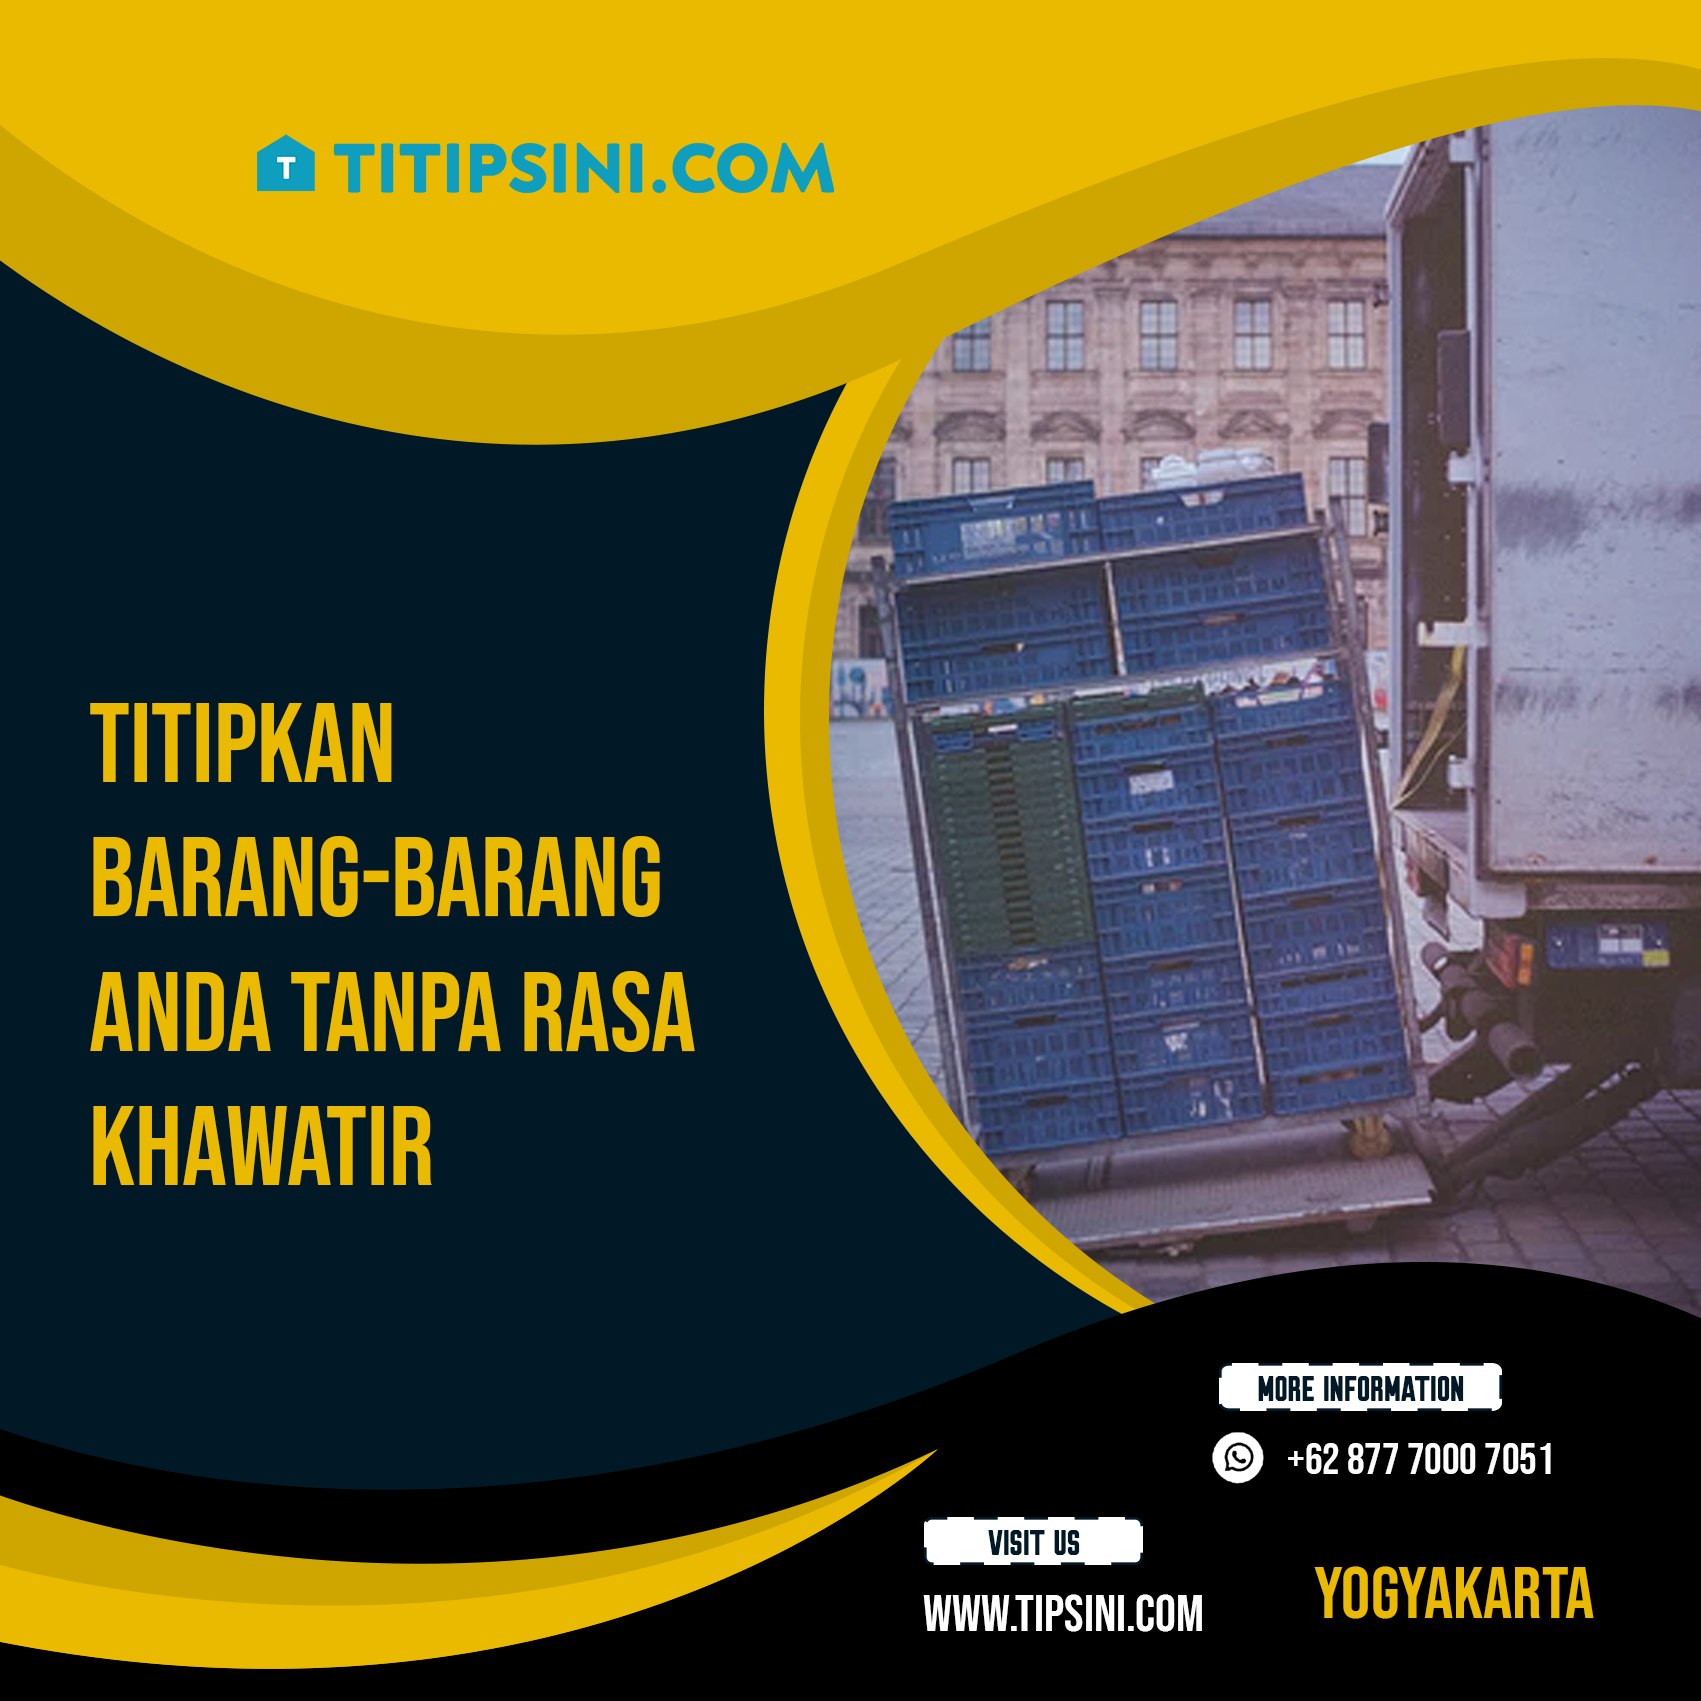 T TITIPSINI.COM
TITIPKAN
BARANG-BARANG
ANDA TANPA RASA
KHAWATIR
MORE INFORMATION
+62 877 7000 7051
VISIT US
WWW.TIPSINI.COM
YOGYAKARTA